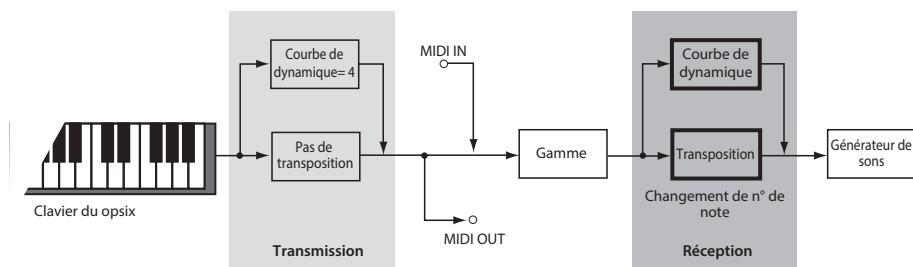 Courbe de
dynamique= 4
MIDI IN
Courbe de
dynamique
Pas de
transposition
Gamme
Transposition
Générateur de
sons
Clavier du opsix
Changement de n° de
note
MIDI OUT
Transmission
Réception